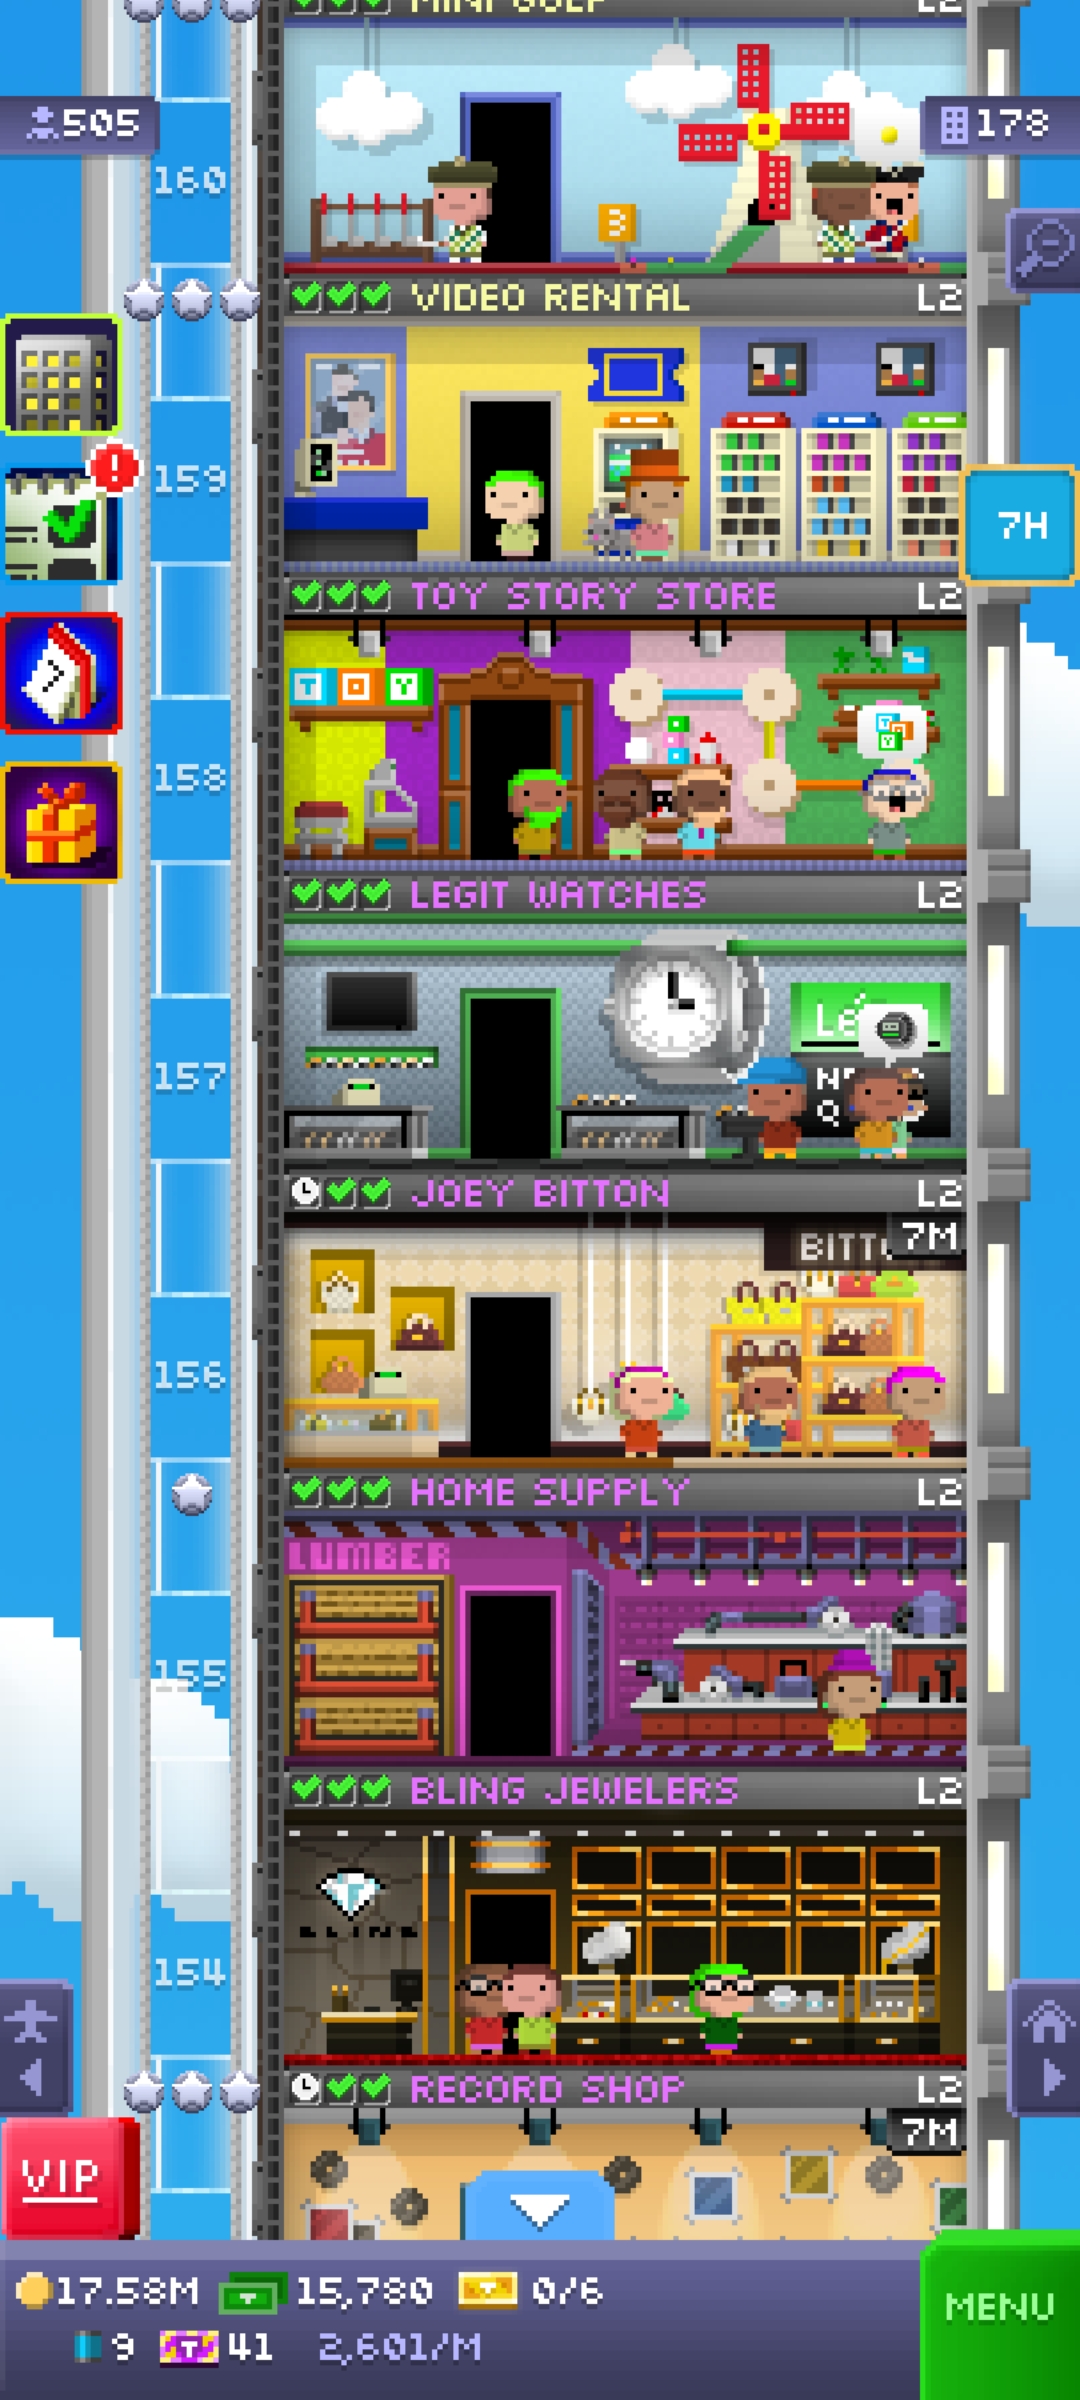 MINI GOLF L2
505
178
160
3
VIDEO RENTAL L2
159
7H
TOY STORY STORE L2
TOY
158
LEGIT WATCHES L2
157
JOEY BITTON L2
7M
156
HOME SUPPLY L2
LUMBER
155
BLING JEWELERS L2
BLING
154
RECORD SHOP L2
7M
VIP
17.58M 15,780 0/6
MENU
9 41 2,601/M